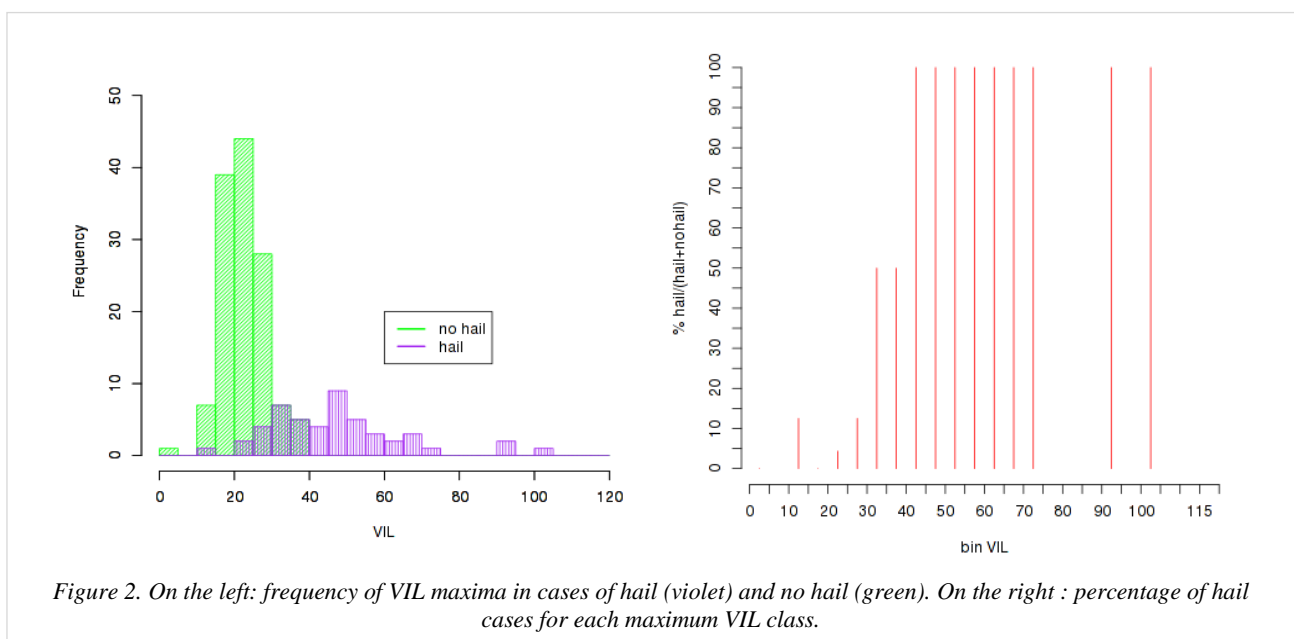 50
40
30
20
10
0
Frequency
no hail
hail
0 20 40 60 80 100 120
VIL
100
90
80
70
60
50
40
30
20
10
0
% hail/(hail+nohail)
0 10 20 30 40 50 60 70 80 90 100 115
bin VIL
Figure 2. On the left: frequency of VIL maxima in cases of hail (violet) and no hail (green). On the right : percentage of hail
cases for each maximum VIL class.